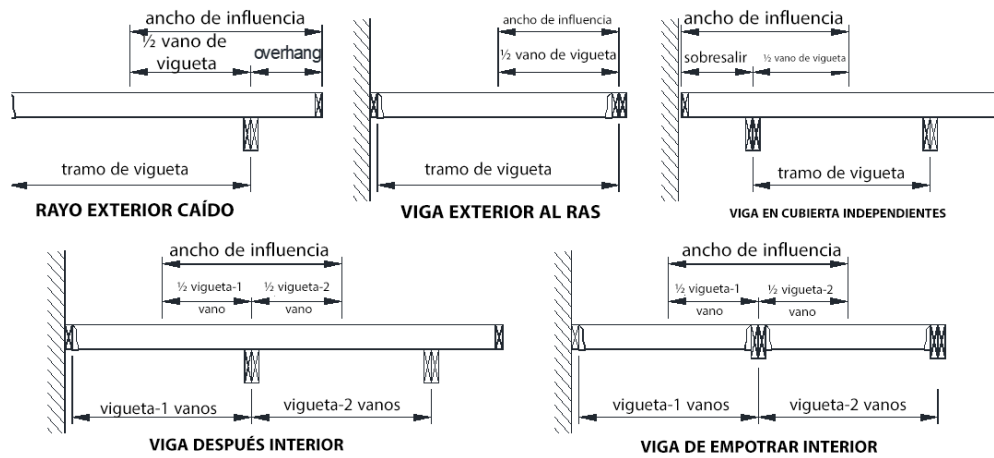 ancho de influencia
½ vano de
vigueta
overhang
tramo de vigueta
RAYO EXTERIOR CAÍDO
ancho de influencia
½ vano de vigueta
tramo de vigueta
VIGA EXTERIOR AL RAS
ancho de influencia
sobresalir
½ vano de vigueta
tramo de vigueta
VIGA EN CUBIERTA INDEPENDIENTES
ancho de influencia
½ vigueta-1
vano
½ vigueta-2
vano
vigueta-1 vanos
vigueta-2 vanos
VIGA DESPUÉS INTERIOR
ancho de influencia
½ vigueta-1
vano
½ vigueta-2
vano
vigueta-1 vanos
vigueta-2 vanos
VIGA DE EMPOTRAR INTERIOR